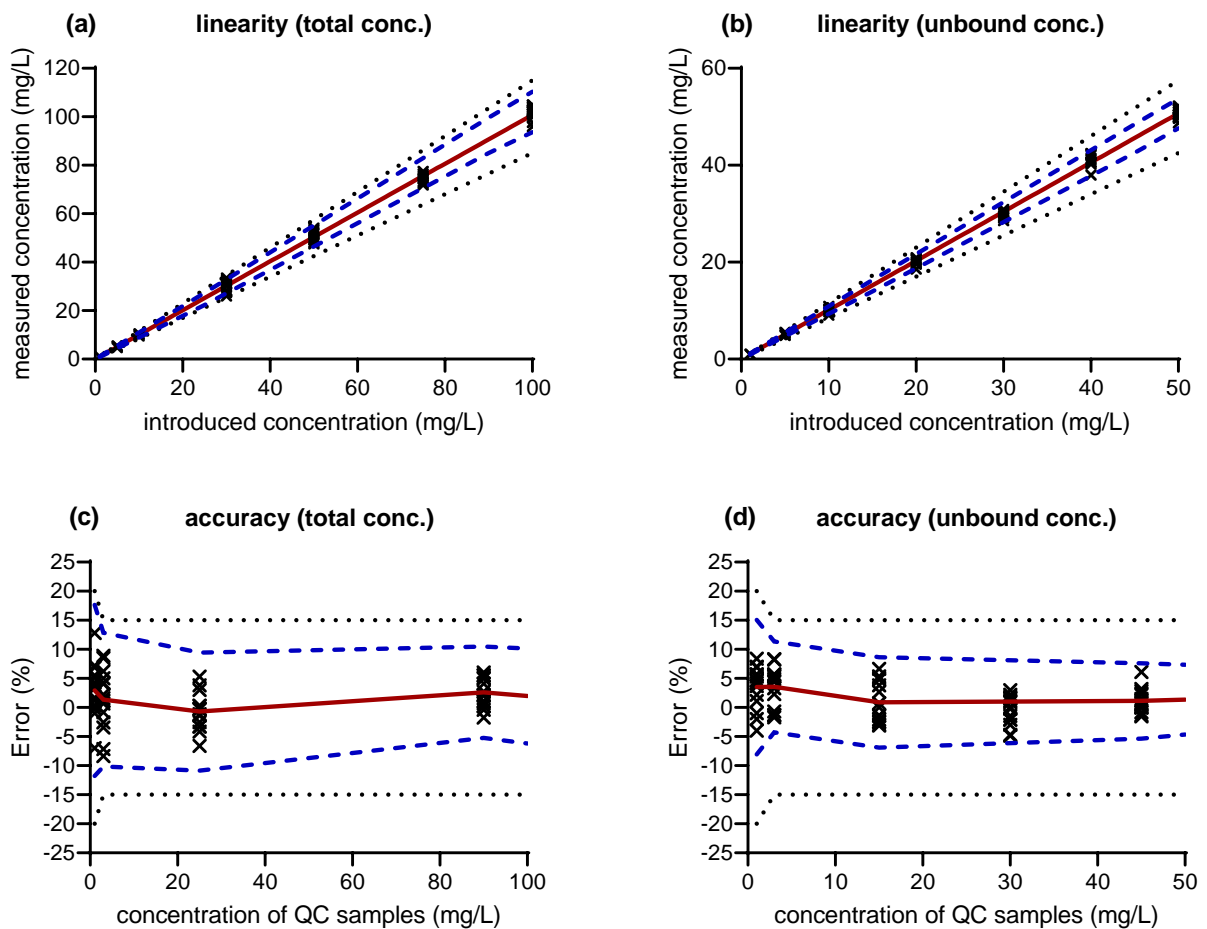 (a) linearity (total conc.)
measured concentration (mg/L)
120
100
80
60
40
20
0
0 20 40 60 80 100
introduced concentration (mg/L)
(b) linearity (unbound conc.)
measured concentration (mg/L)
60
40
20
0
0 10 20 30 40 50
introduced concentration (mg/L)
(c) accuracy (total conc.)
Error (%)
25
20
15
10
5
0
-5
-10
-15
-20
-25
0 20 40 60 80 100
concentration of QC samples (mg/L)
(d) accuracy (unbound conc.)
Error (%)
25
20
15
10
5
0
-5
-10
-15
-20
-25
0 10 20 30 40 50
concentration of QC samples (mg/L)